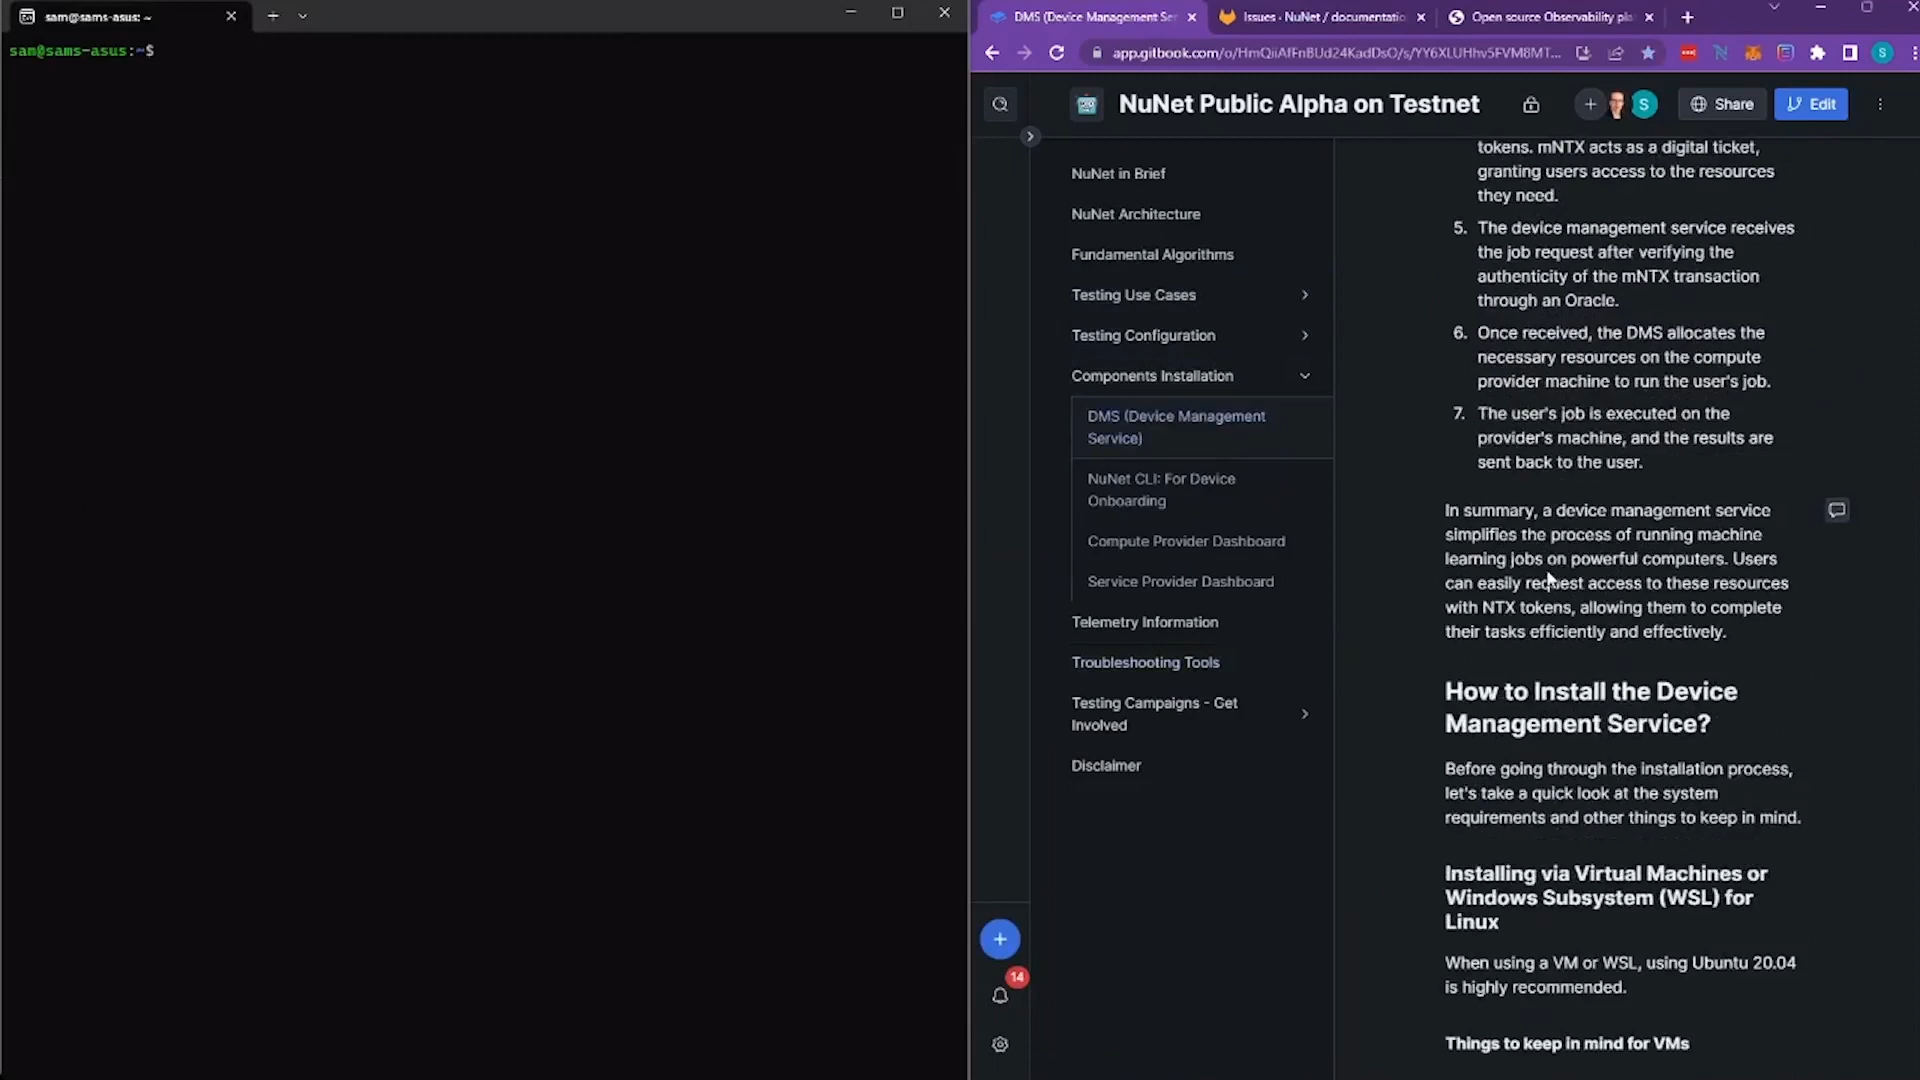 sam@sams-asus: ~
sam@sams-asus:~$
DMS (Device Management Ser
Issues · NuNet / documentatio
Open source Observability pla
NuNet Public Alpha on Testnet
S
Share
Edit
S
NuNet in Brief
NuNet Architecture
Fundamental Algorithms
Testing Use Cases
Testing Configuration
Components Installation
DMS (Device Management
Service)
NuNet CLI: For Device
Onboarding
Compute Provider Dashboard
Service Provider Dashboard
Telemetry Information
Troubleshooting Tools
Testing Campaigns - Get
Involved
Disclaimer
14
tokens. mNTX acts as a digital ticket,
granting users access to the resources
they need.
5. The device management service receives
the job request after verifying the
authenticity of the mNTX transaction
through an Oracle.
6. Once received, the DMS allocates the
necessary resources on the compute
provider machine to run the user's job.
7. The user's job is executed on the
provider's machine, and the results are
sent back to the user.
In summary, a device management service
simplifies the process of running machine
learning jobs on powerful computers. Users
can easily request access to these resources
with NTX tokens, allowing them to complete
their tasks efficiently and effectively.
How to Install the Device
Management Service?
Before going through the installation process,
let's take a quick look at the system
requirements and other things to keep in mind.
Installing via Virtual Machines or
Windows Subsystem (WSL) for
Linux
When using a VM or WSL, using Ubuntu 20.04
is highly recommended.
Things to keep in mind for VMs